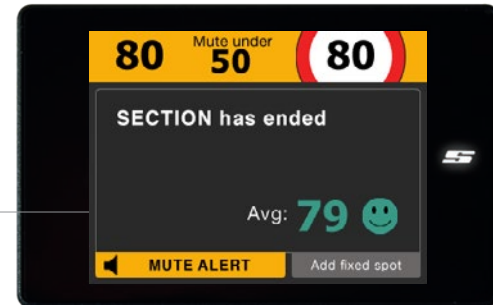 80
Mute under
50
80
SECTION has ended
Avg: 79
MUTE ALERT
Add fixed spot